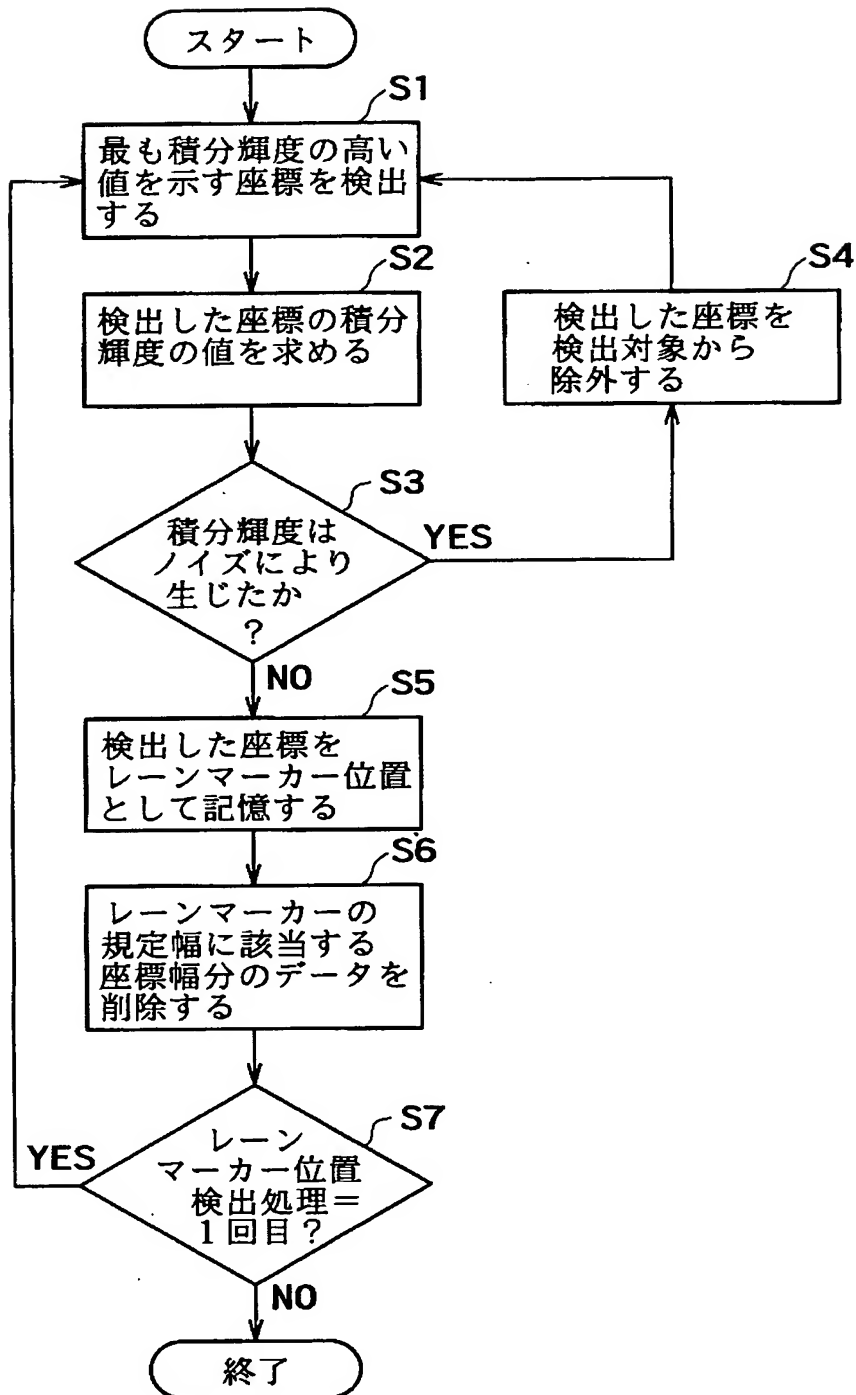 スタート
S1
最も積分輝度の高い
値を示す座標を検出
する
S2
検出した座標の積分
輝度の値を求める
S4
検出した座標を
検出対象から
除外する
S3
積分輝度は
ノイズにより
生じたか
?
YES
NO
S5
検出した座標を
レーンマーカー位置
として記憶する
S6
レーンマーカーの
規定幅に該当する
座標幅分のデータを
削除する
S7
レーン
マーカー位置
検出処理=
1回目?
YES
NO
終了